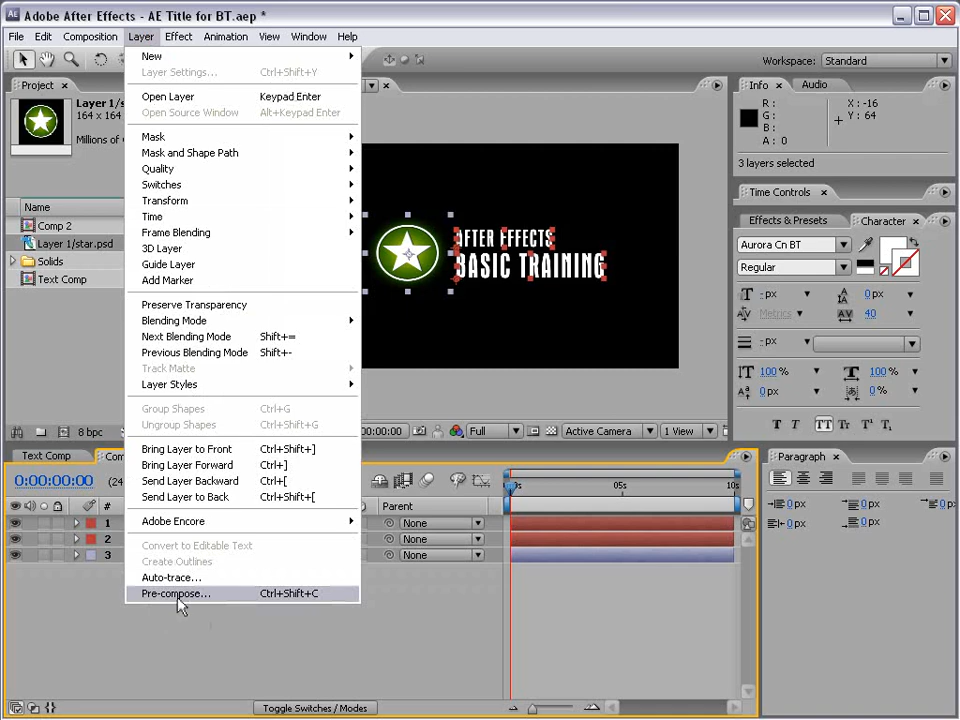 Adobe After Effects - AE Title for BT.aep *
File Edit Composition Layer Effect Animation View Window Help
Workspace: Standard
Project
Layer 1/s
164 x 164
Millions of
Name
Comp 2
Layer 1/star.psd
Solids
Text Comp
8 bpc
New
Layer Settings... Ctrl+Shift+Y
Open Layer Keypad Enter
Open Source Window Alt+Keypad Enter
Mask
Mask and Shape Path
Quality
Switches
Transform
Time
Frame Blending
3D Layer
Guide Layer
Add Marker
Preserve Transparency
Blending Mode
Next Blending Mode Shift+=
Previous Blending Mode Shift+-
Track Matte
Layer Styles
Group Shapes Ctrl+G
Ungroup Shapes Ctrl+Shift+G
Bring Layer to Front Ctrl+Shift+]
Bring Layer Forward Ctrl+]
Send Layer Backward Ctrl+[
Send Layer to Back Ctrl+Shift+[
Adobe Encore
Convert to Editable Text
Create Outlines
Auto-trace...
Pre-compose... Ctrl+Shift+C
AFTER EFFECTS
BASIC TRAINING
:00:00:00 Full Active Camera 1 View
Info Audio
R : X : -16
G : Y : 64
B :
A : 0
3 layers selected
Time Controls
Effects & Presets Character
Aurora Cn BT
Regular
- px 0 px
Metrics 40
- px
100 % 100 %
0 px 0 %
T T TT Tr T¹ T₁
Paragraph
0 px 0 px 0 px
0 px 0 px
Text Comp Com
0:00:00:00 (24
#
Parent
1 None
2 None
3 None
0s 05s 10s
Toggle Switches / Modes